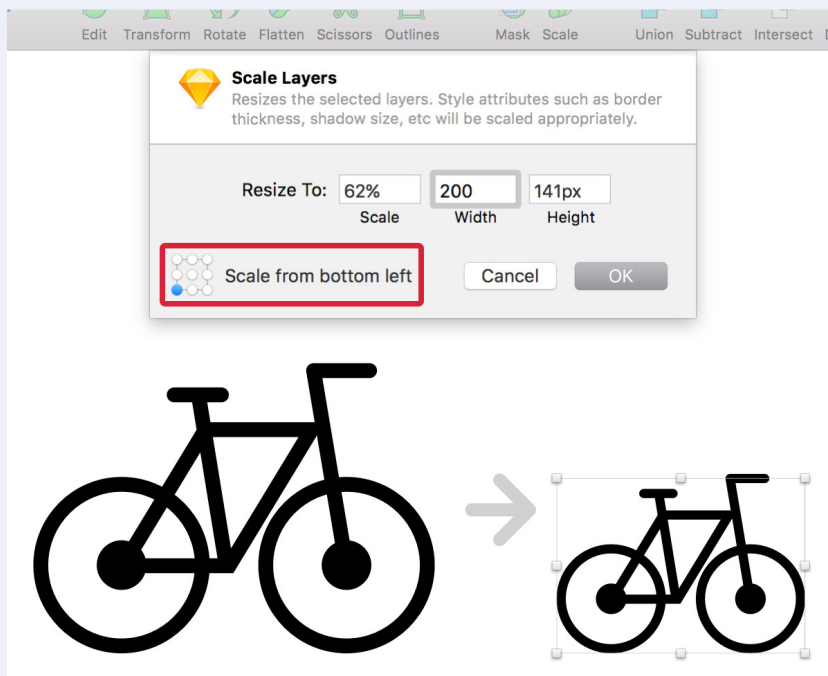 Edit Transform Rotate Flatten Scissors Outlines Mask Scale Union Subtract Intersect
Scale Layers
Resizes the selected layers. Style attributes such as border
thickness, shadow size, etc will be scaled appropriately.
Resize To: 62% 200 141px
Scale Width Height
Scale from bottom left Cancel OK